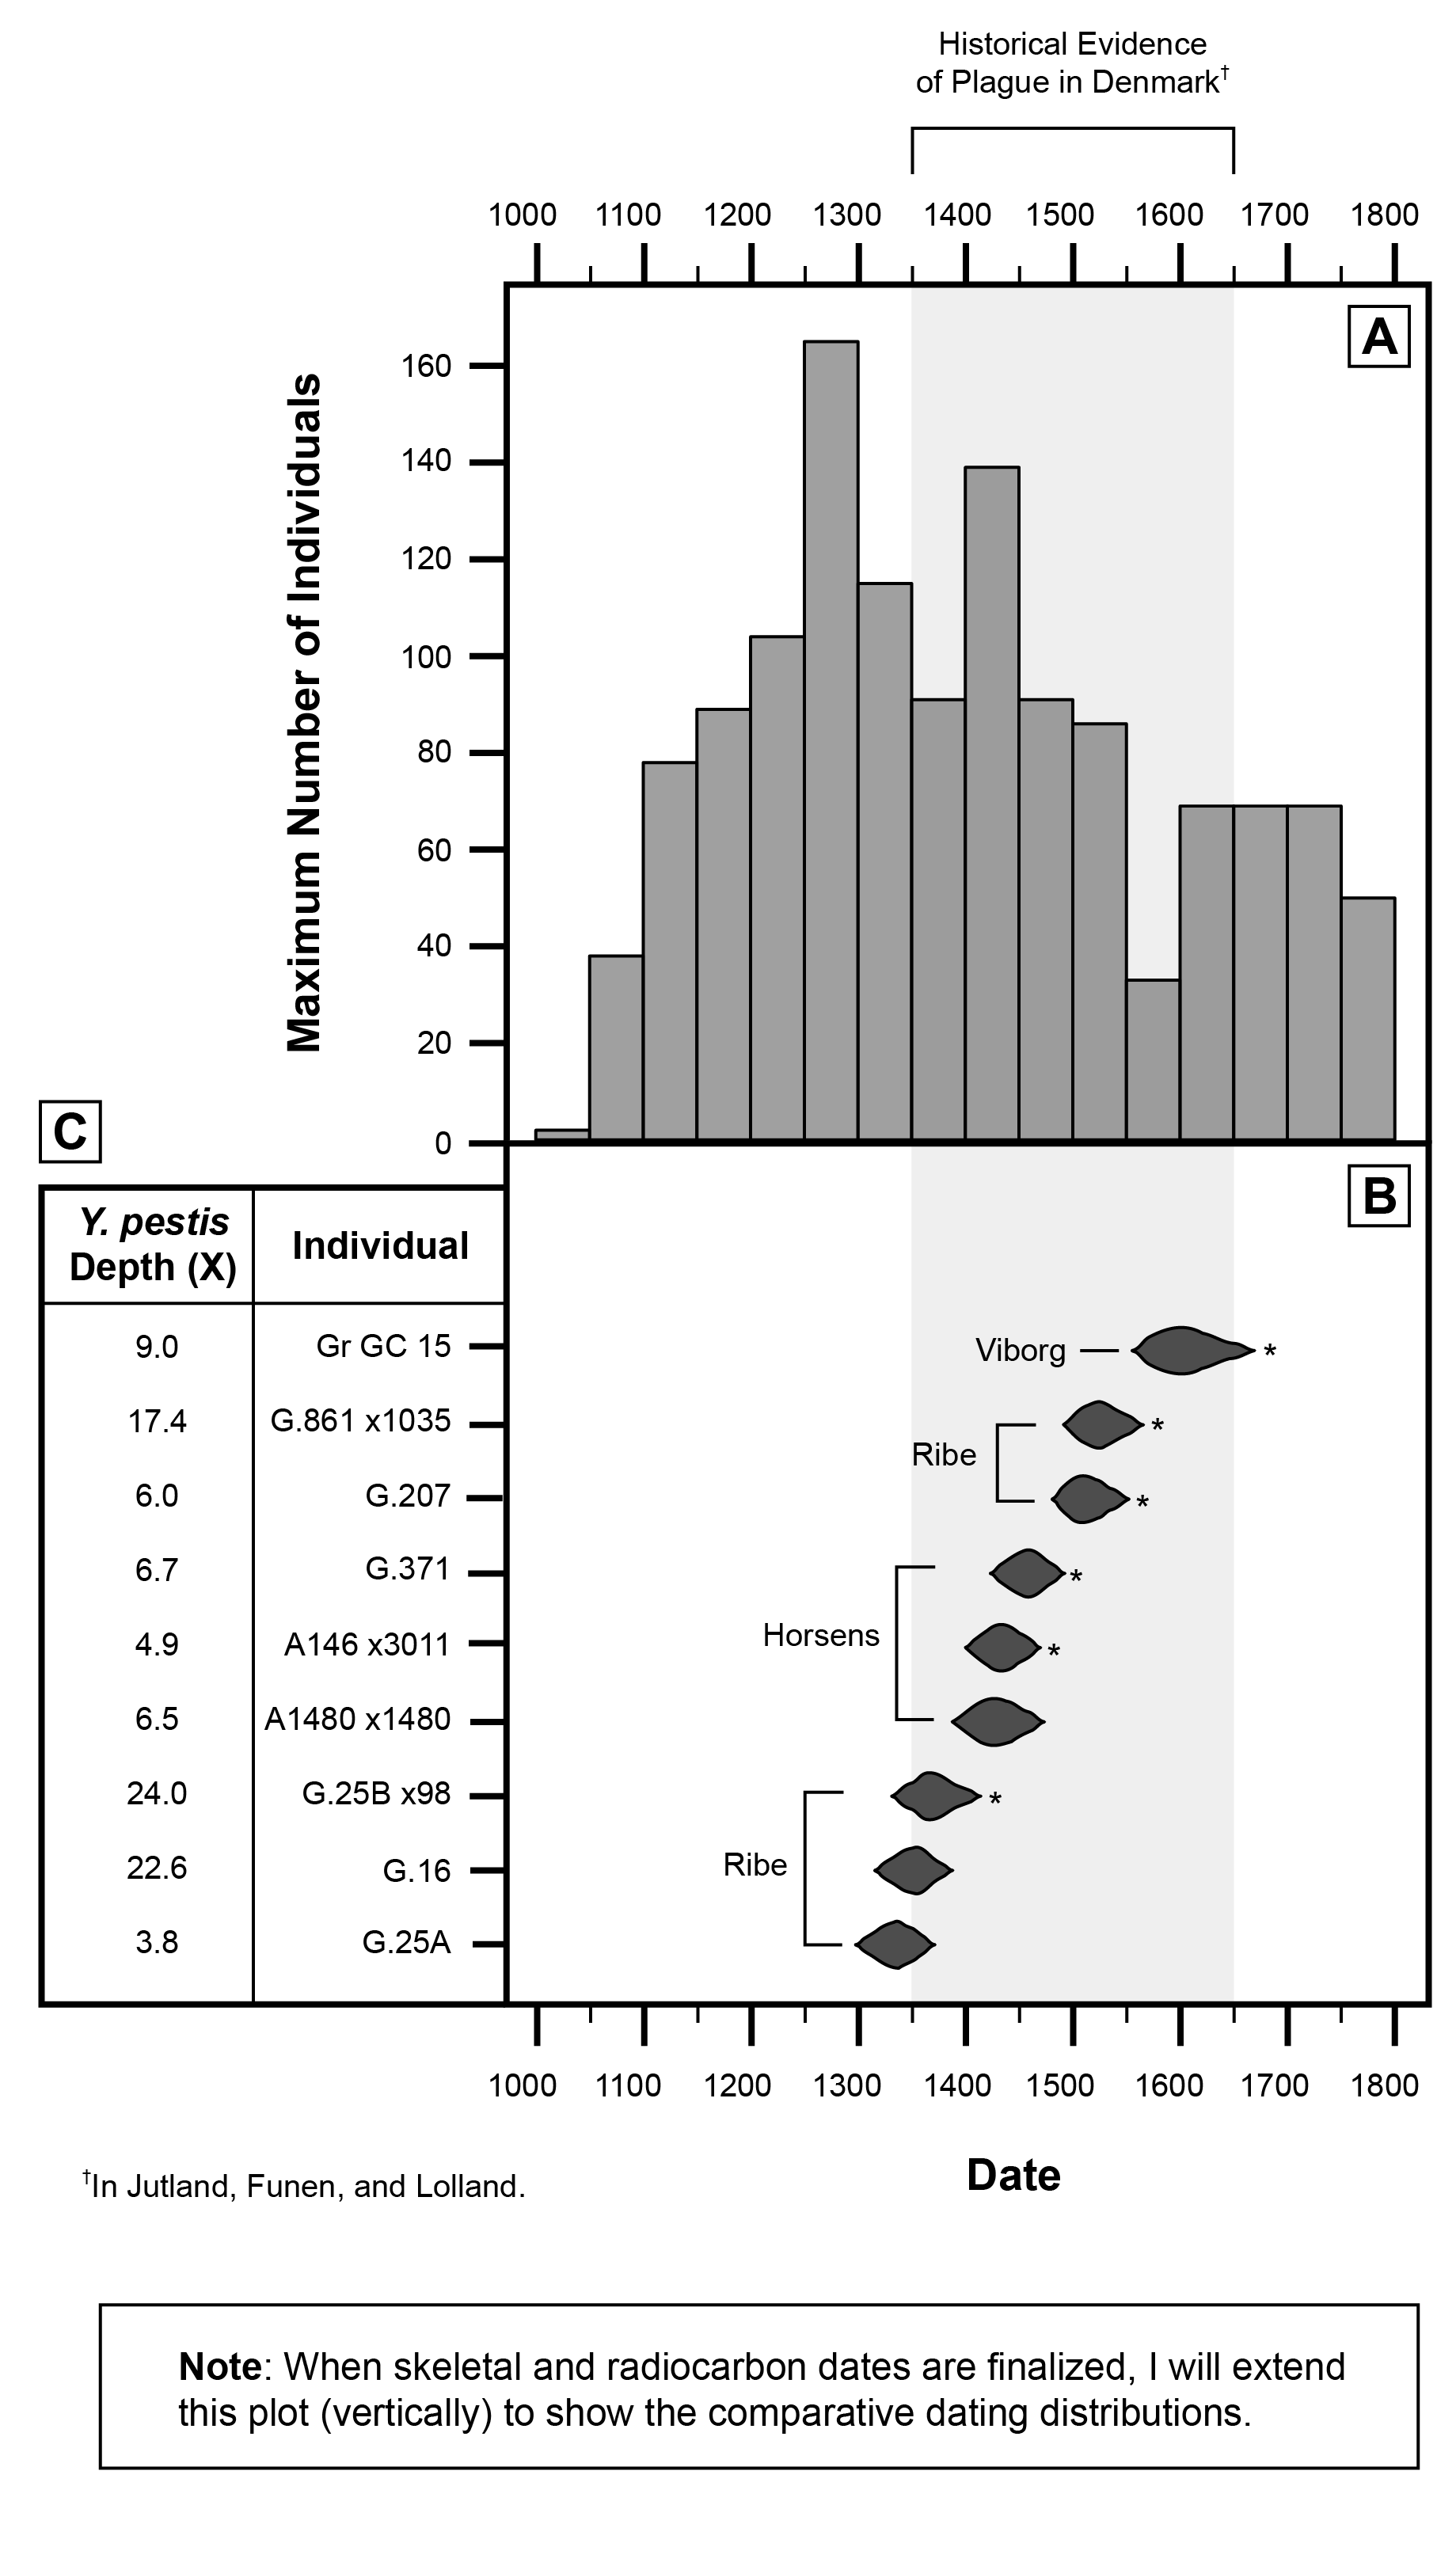 Historical Evidence
of Plague in Denmark†
1000 1100 1200 1300 1400 1500 1600 1700 1800
A
Maximum Number of Individuals
160
140
120
100
80
60
40
20
0
C
B
Y. pestis
Depth (X)
Individual
9.0 Gr GC 15 Viborg *
17.4 G.861 x1035 *
Ribe
6.0 G.207 *
6.7 G.371 *
Horsens
4.9 A146 x3011 *
6.5 A1480 x1480
24.0 G.25B x98 *
Ribe
22.6 G.16
3.8 G.25A
1000 1100 1200 1300 1400 1500 1600 1700 1800
Date
†In Jutland, Funen, and Lolland.
Note: When skeletal and radiocarbon dates are finalized, I will extend
this plot (vertically) to show the comparative dating distributions.